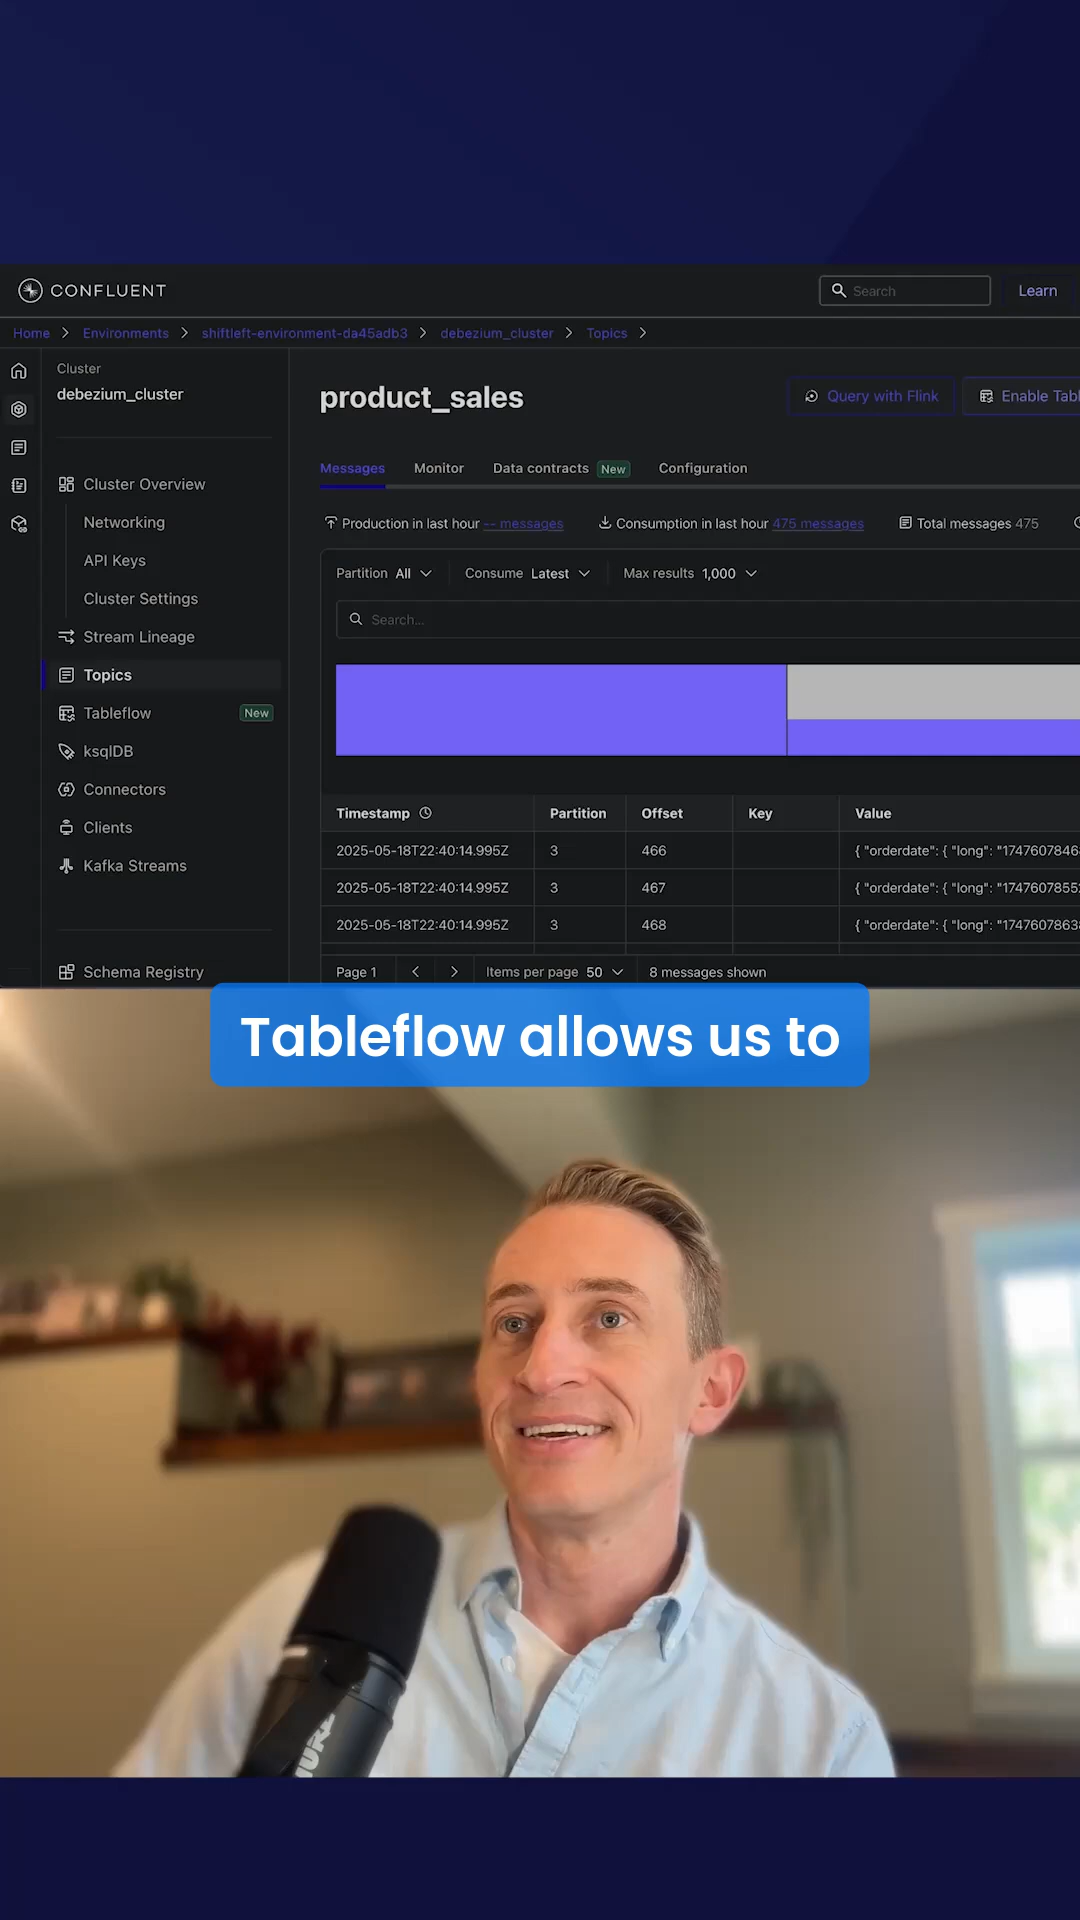 CONFLUENT
Search
Learn
Home > Environments > shiftleft-environment-da45adb3 > debezium_cluster > Topics >
Cluster
debezium_cluster
Cluster Overview
Networking
API Keys
Cluster Settings
Stream Lineage
Topics
Tableflow New
ksqlDB
Connectors
Clients
Kafka Streams
Schema Registry
product_sales
Query with Flink
Enable Tabl
Messages Monitor Data contracts New Configuration
Production in last hour -- messages Consumption in last hour 475 messages Total messages 475
Partition All Consume Latest Max results 1,000
Search...
Timestamp Partition Offset Key Value
2025-05-18T22:40:14.995Z 3 466 { "orderdate": { "long": "1747607846
2025-05-18T22:40:14.995Z 3 467 { "orderdate": { "long": "1747607855
2025-05-18T22:40:14.995Z 3 468 { "orderdate": { "long": "174760786
Page 1 < > Items per page 50 8 messages shown
Tableflow allows us to